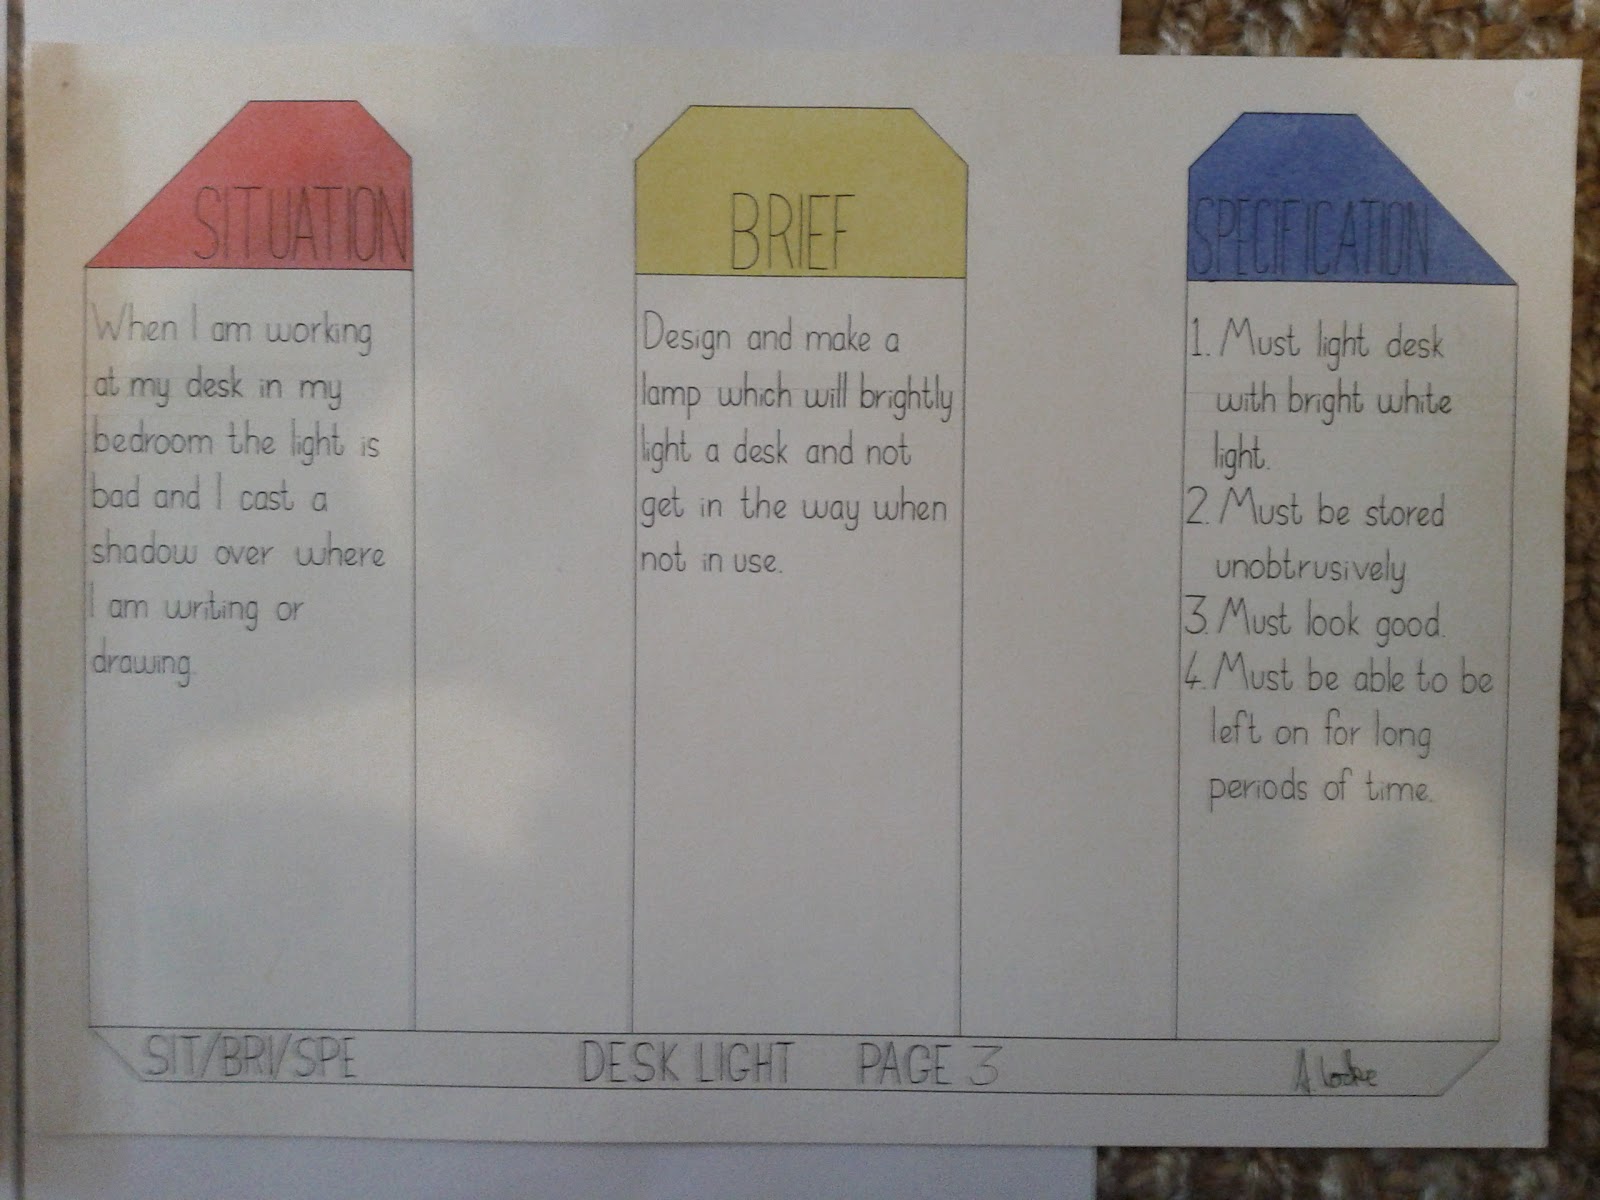 SITUATION
When I am working
at my desk in my
bedroom the light is
bad and I cast a
shadow over where
I am writing or
drawing.
BRIEF
Design and make a
lamp which will brightly
light a desk and not
get in the way when
not in use.
SPECIFICATION
1. Must light desk
with bright white
light.
2. Must be stored
unobtrusively
3. Must look good.
4. Must be able to be
left on for long
periods of time.
SIT/BRI/SPE
DESK LIGHT PAGE 3
A Locke